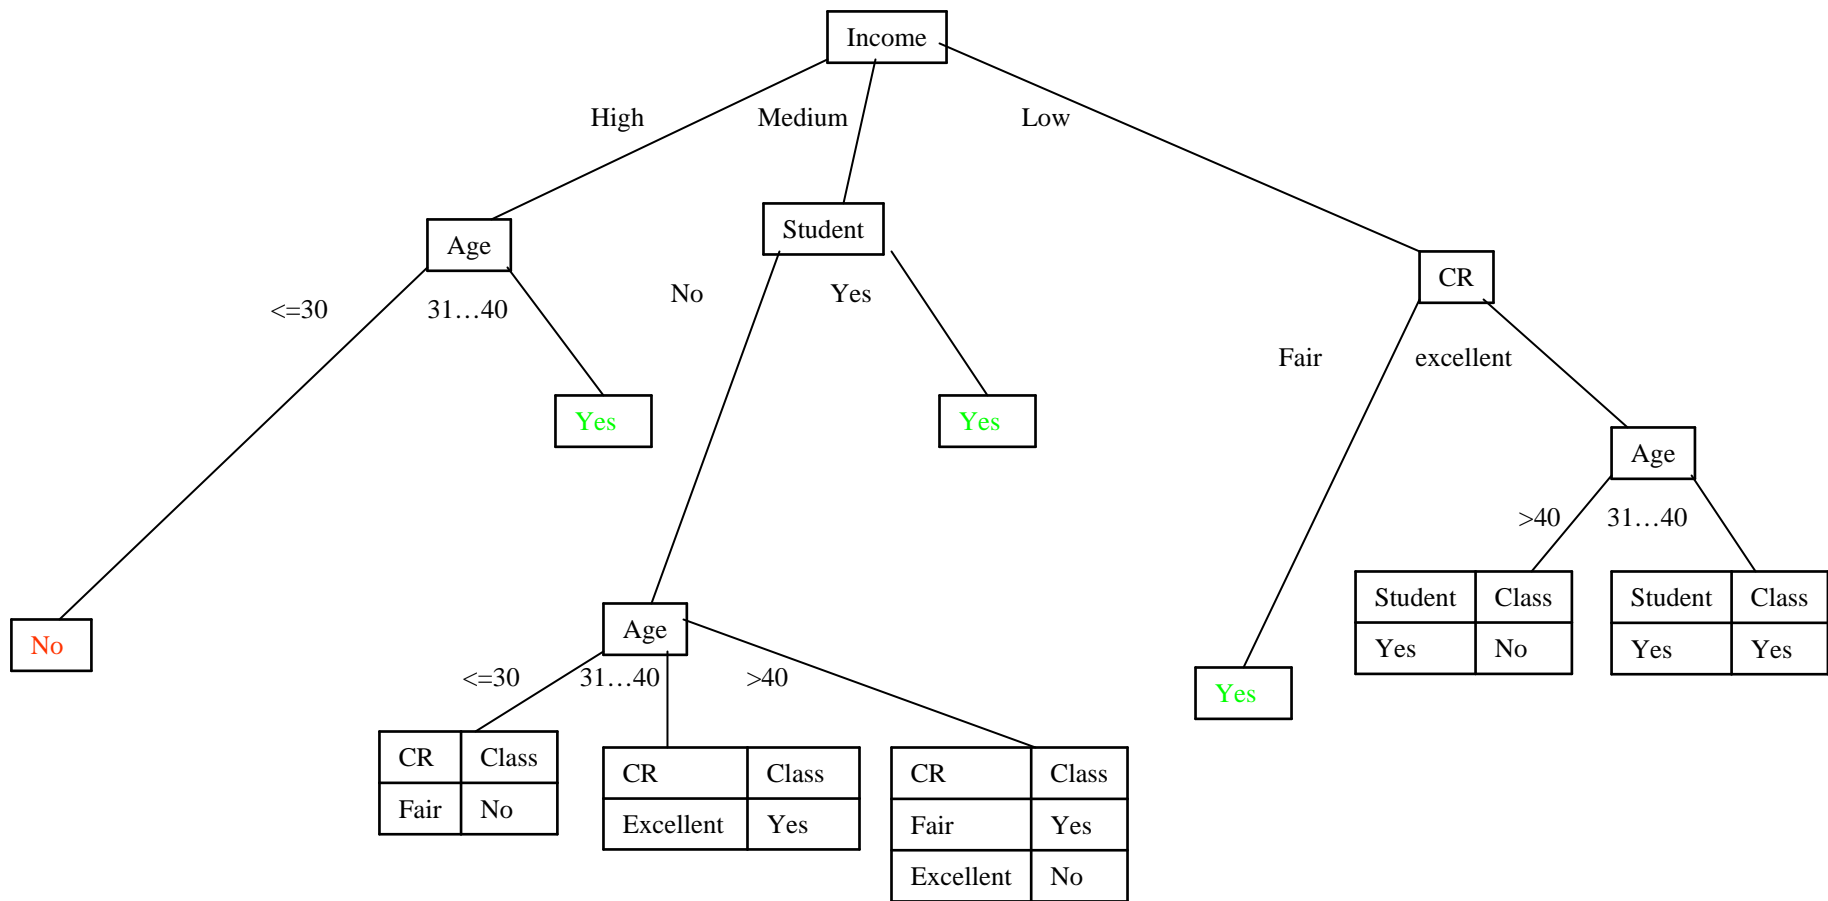 Income
High
Medium
Low
Age
Student
CR
<=30
31…40
No
Yes
Fair
excellent
Yes
Yes
Age
>40
31…40
Student Class
Yes No
Student Class
Yes Yes
No
Age
<=30
31…40
>40
Yes
CR Class
Fair No
CR Class
Excellent Yes
CR Class
Fair Yes
Excellent No